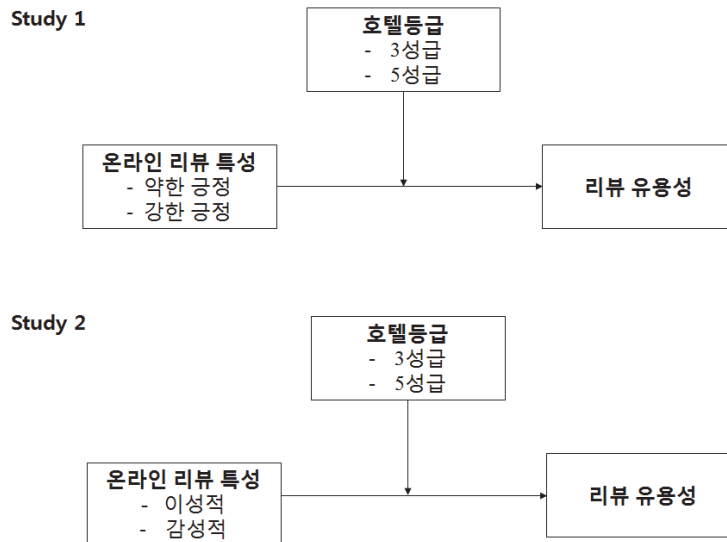 Study 1
호텔등급
- 3성급
- 5성급
온라인 리뷰 특성
- 약한 긍정
- 강한 긍정
리뷰 유용성
Study 2
호텔등급
- 3성급
- 5성급
온라인 리뷰 특성
- 이성적
- 감성적
리뷰 유용성